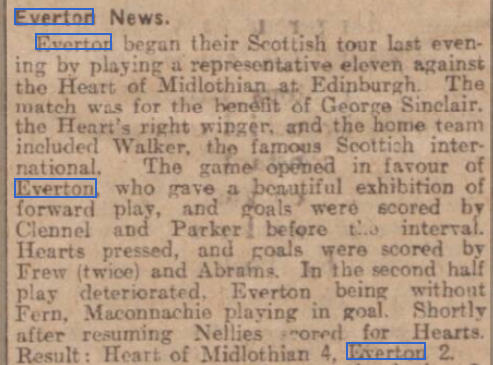 Everton News.
Everton began their Scottish tour last even-
ing by playing a representative eleven against
the Heart of Midlothian at Edinburgh. The
match was for the benefit of George Sinclair,
the Heart's right winger, and the home team
included Walker, the famous Scottish inter-
national. The game opened in favour of
Everton, who gave a beautiful exhibition of
forward play, and goals were scored by
Clennel and Parker before the interval.
Hearts pressed, and goals were scored by
Frew (twice) and Abrams. In the second half
play deteriorated, Everton being without
Fern, Maconnachie playing in goal. Shortly
after resuming Nellies scored for Hearts.
Result: Heart of Midlothian 4, Everton 2.